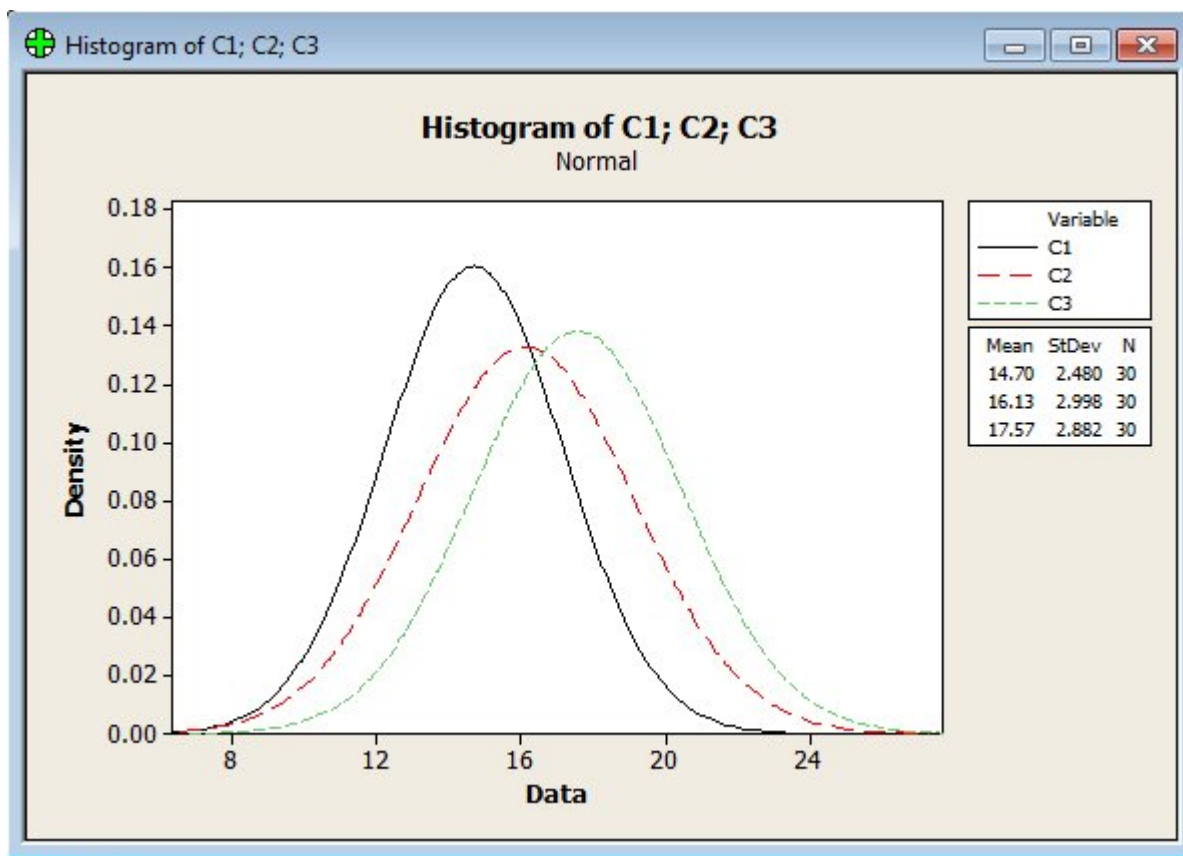 Histogram of C1; C2; C3
Histogram of C1; C2; C3
Normal
0.18
0.16
0.14
0.12
0.10
0.08
0.06
0.04
0.02
0.00
Density
8 12 16 20 24
Data
Variable
C1
C2
C3
Mean StDev N
14.70 2.480 30
16.13 2.998 30
17.57 2.882 30